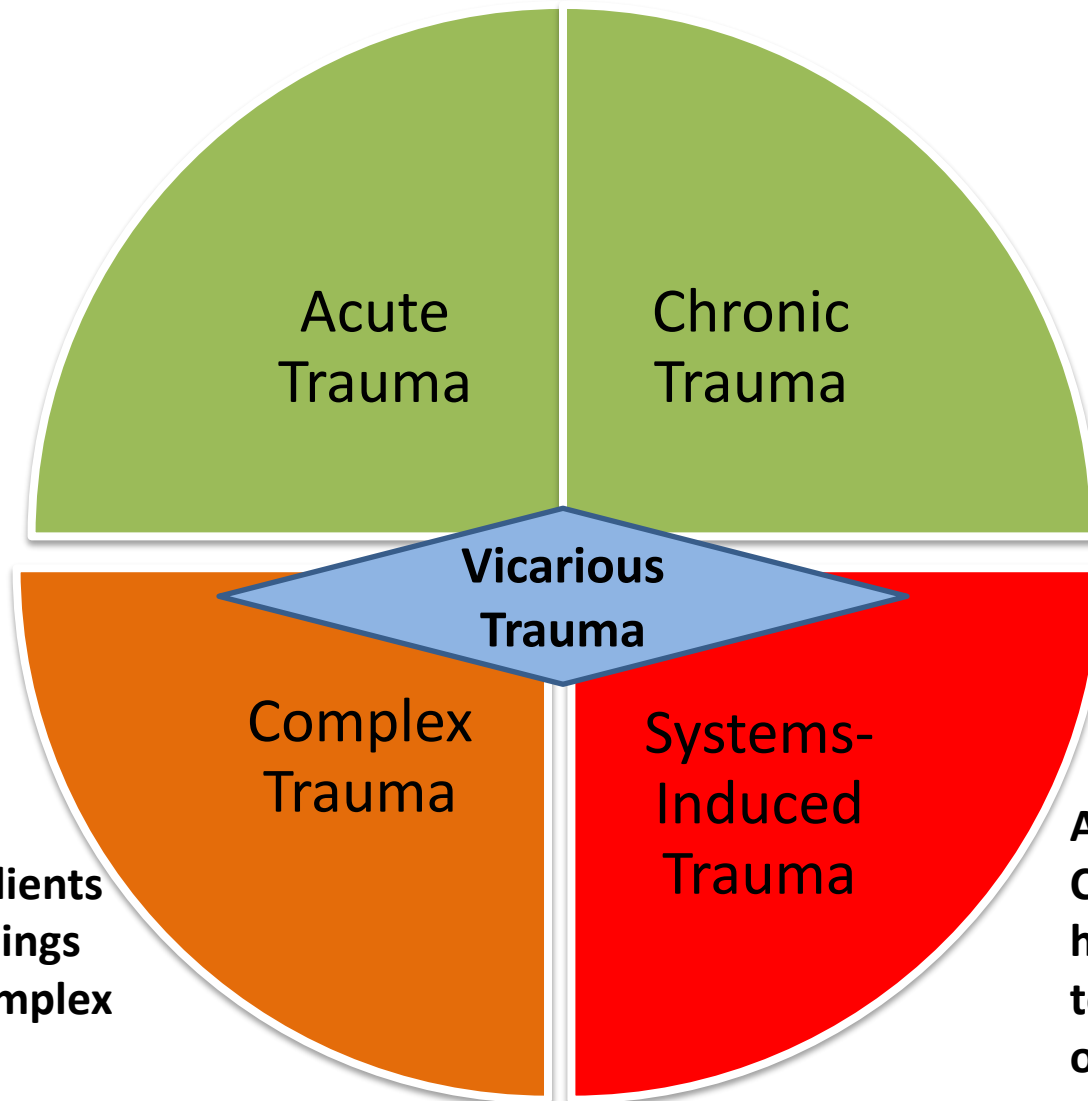 Acute
Trauma
Chronic
Trauma
Vicarious
Trauma
Complex
Trauma
Systems-
Induced
Trauma